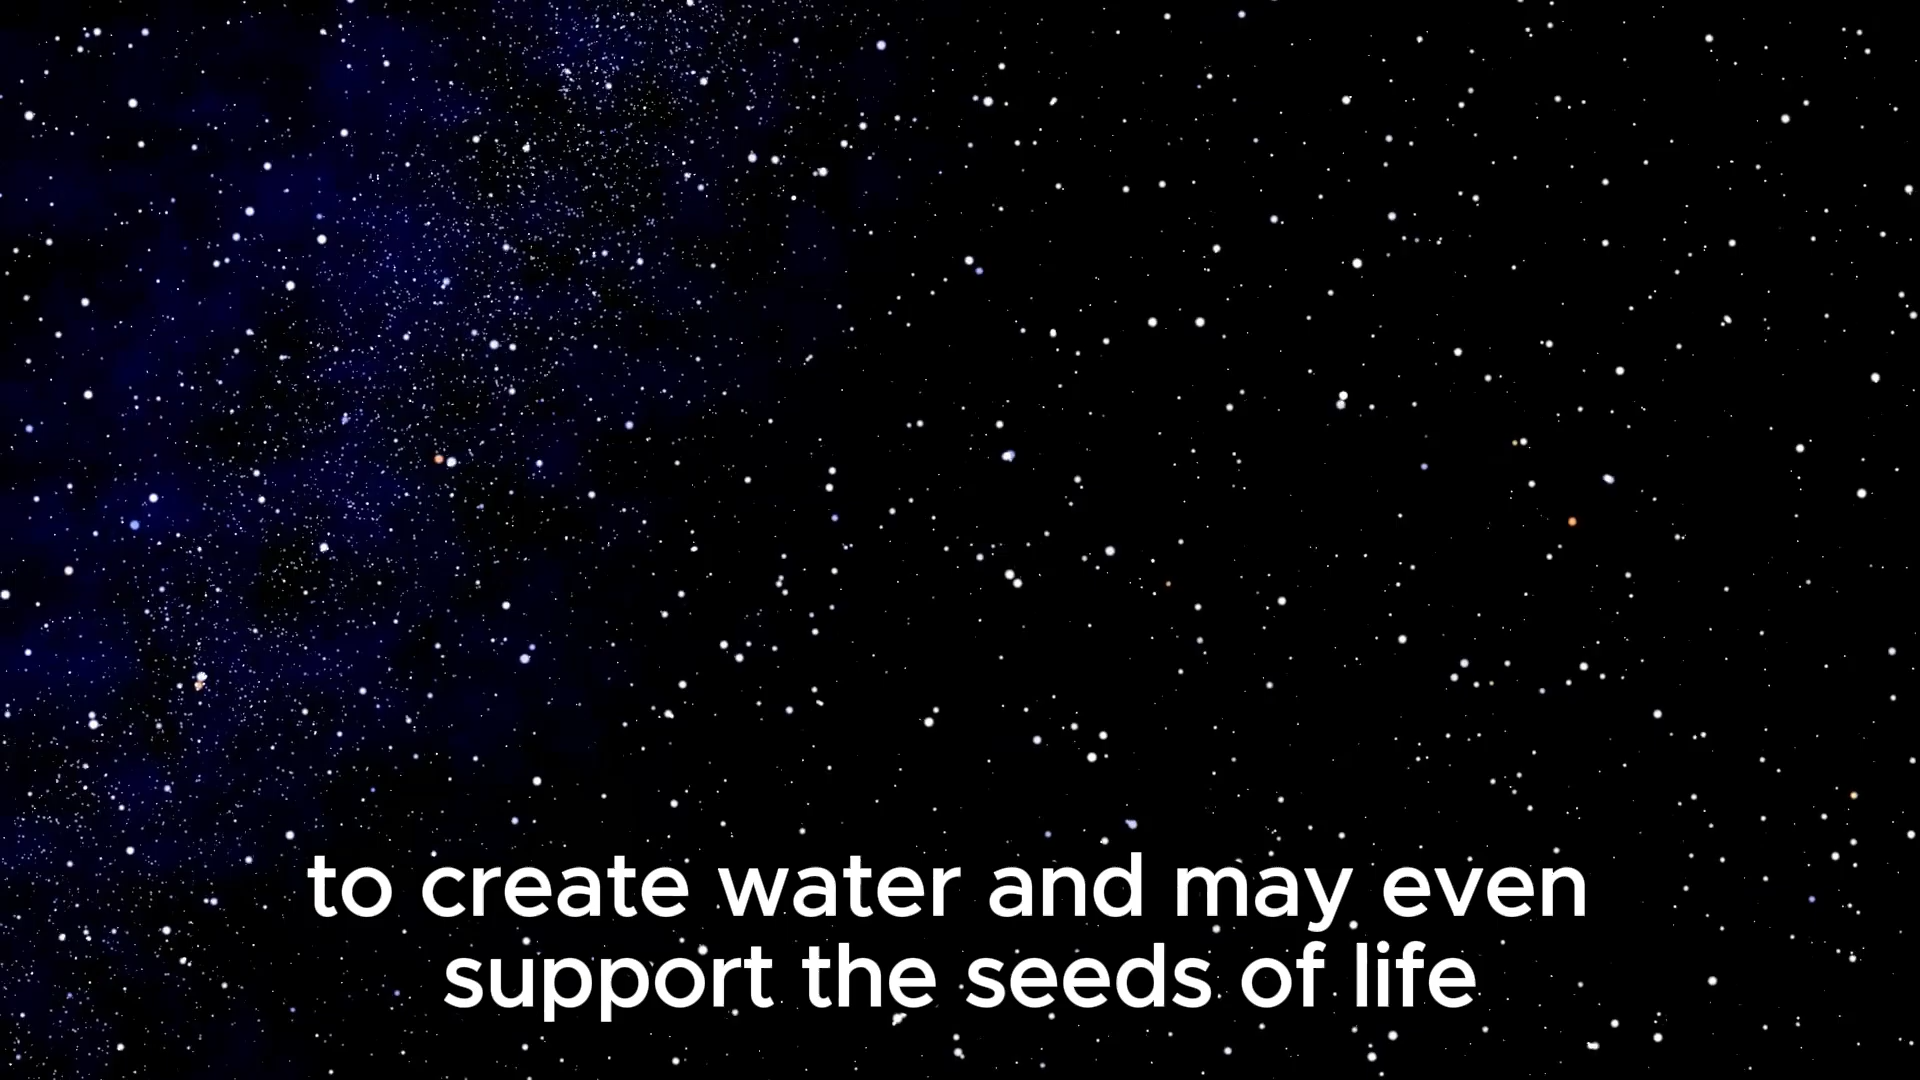 to create water and may even
support the seeds of life